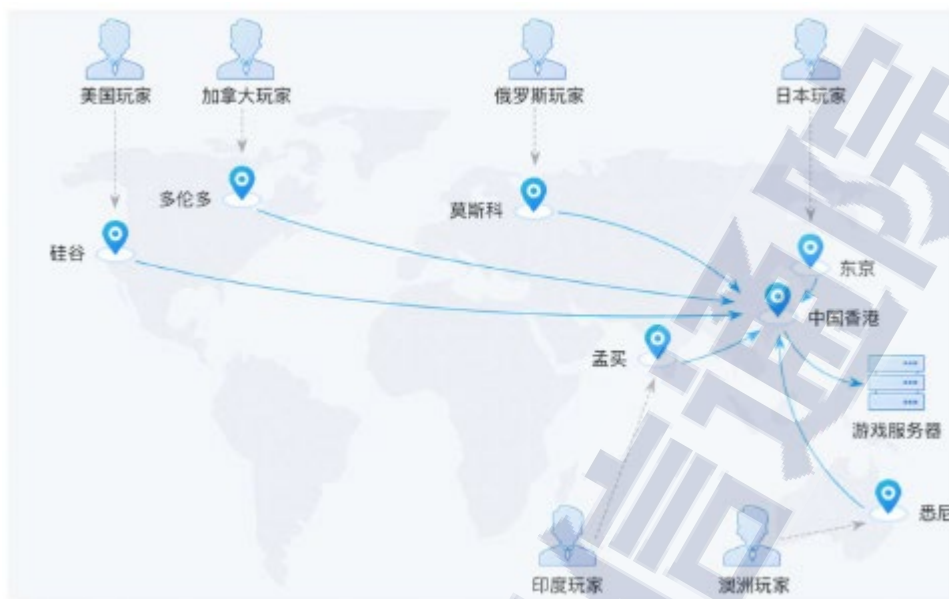 美国玩家
加拿大玩家
俄罗斯玩家
日本玩家
多伦多
莫斯科
硅谷
东京
中国香港
孟买
游戏服务器
悉尼
印度玩家
澳洲玩家